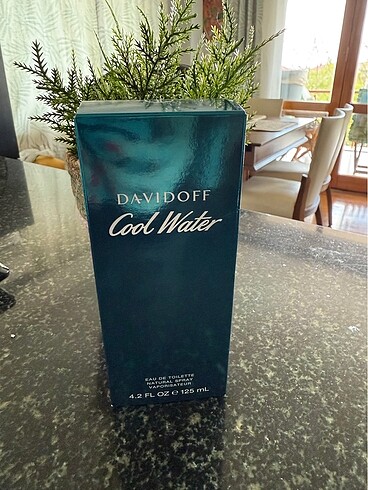 DAVIDOFF
Cool Water
EAU DE TOILETTE
NATURAL SPRAY
VAPORISATEUR
4.2 FL OZ ℮ 125 mL